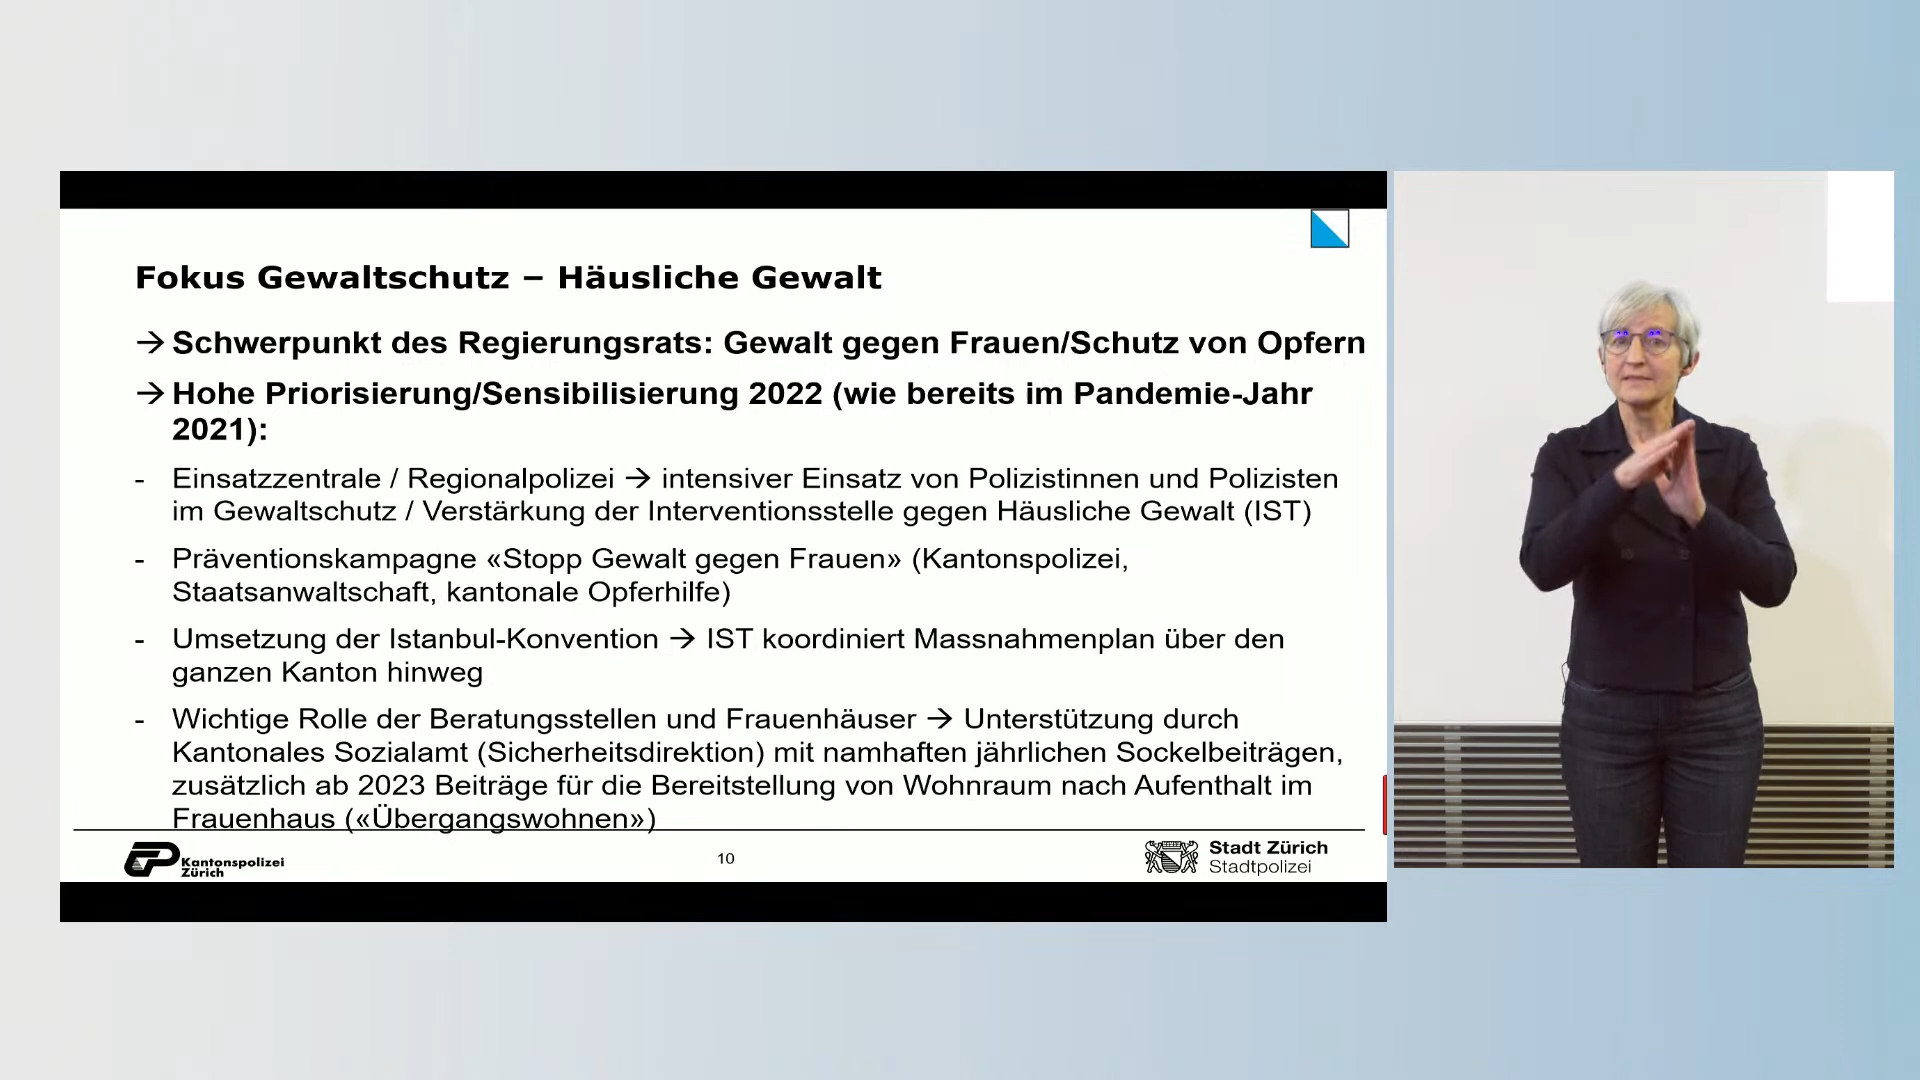 Fokus Gewaltschutz – Häusliche Gewalt
→ Schwerpunkt des Regierungsrats: Gewalt gegen Frauen/Schutz von Opfern
→ Hohe Priorisierung/Sensibilisierung 2022 (wie bereits im Pandemie-Jahr
2021):
- Einsatzzentrale / Regionalpolizei → intensiver Einsatz von Polizistinnen und Polizisten
im Gewaltschutz / Verstärkung der Interventionsstelle gegen Häusliche Gewalt (IST)
- Präventionskampagne «Stopp Gewalt gegen Frauen» (Kantonspolizei,
Staatsanwaltschaft, kantonale Opferhilfe)
- Umsetzung der Istanbul-Konvention → IST koordiniert Massnahmenplan über den
ganzen Kanton hinweg
- Wichtige Rolle der Beratungsstellen und Frauenhäuser → Unterstützung durch
Kantonales Sozialamt (Sicherheitsdirektion) mit namhaften jährlichen Sockelbeiträgen,
zusätzlich ab 2023 Beiträge für die Bereitstellung von Wohnraum nach Aufenthalt im
Frauenhaus («Übergangswohnen»)
Kantonspolizei
Zürich
10
Stadt Zürich
Stadtpolizei